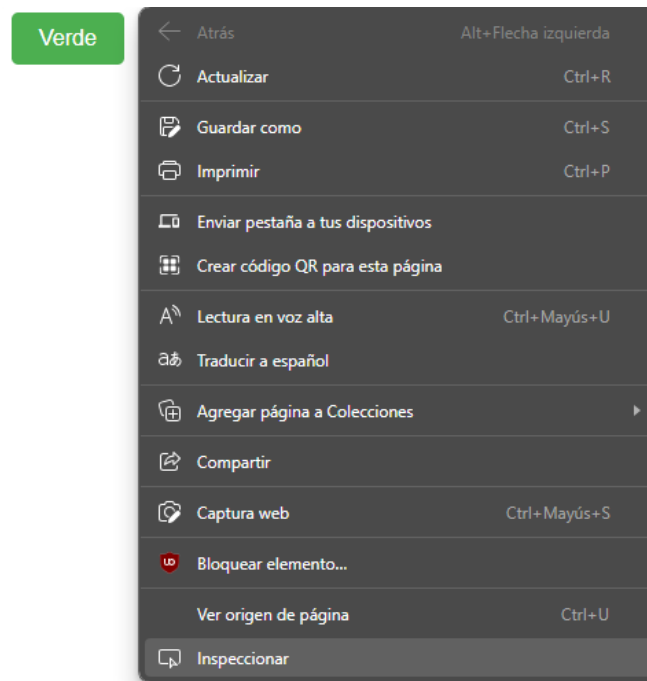 Verde
Atrás Alt+Flecha izquierda
Actualizar Ctrl+R
Guardar como Ctrl+S
Imprimir Ctrl+P
Enviar pestaña a tus dispositivos
Crear código QR para esta página
Lectura en voz alta Ctrl+Mayús+U
aあ Traducir a español
Agregar página a Colecciones
Compartir
Captura web Ctrl+Mayús+S
Bloquear elemento...
Ver origen de página Ctrl+U
Inspeccionar